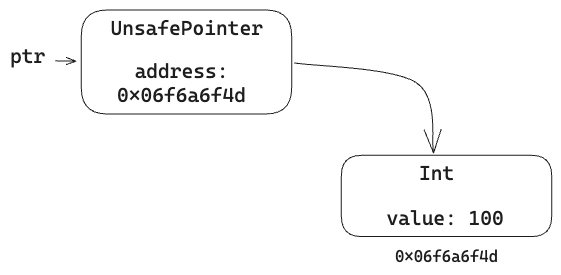 UnsafePointer
ptr
address:
0x06f6a6f4d
Int
value: 100
0x06f6a6f4d